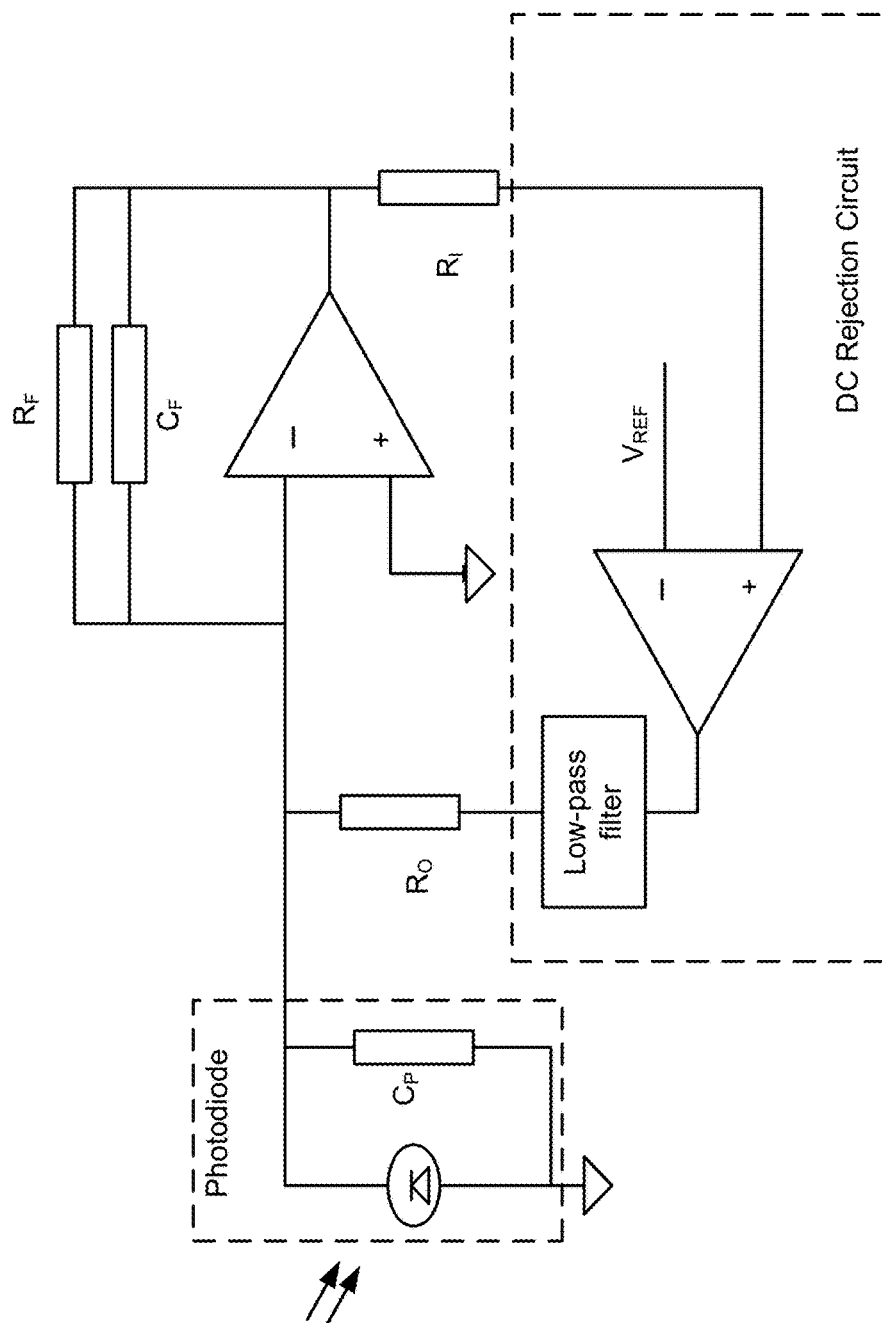 Photodiode
C_P
R_O
Low-pass
filter
R_F
C_F
−
+
R_I
V_REF
−
+
DC Rejection Circuit